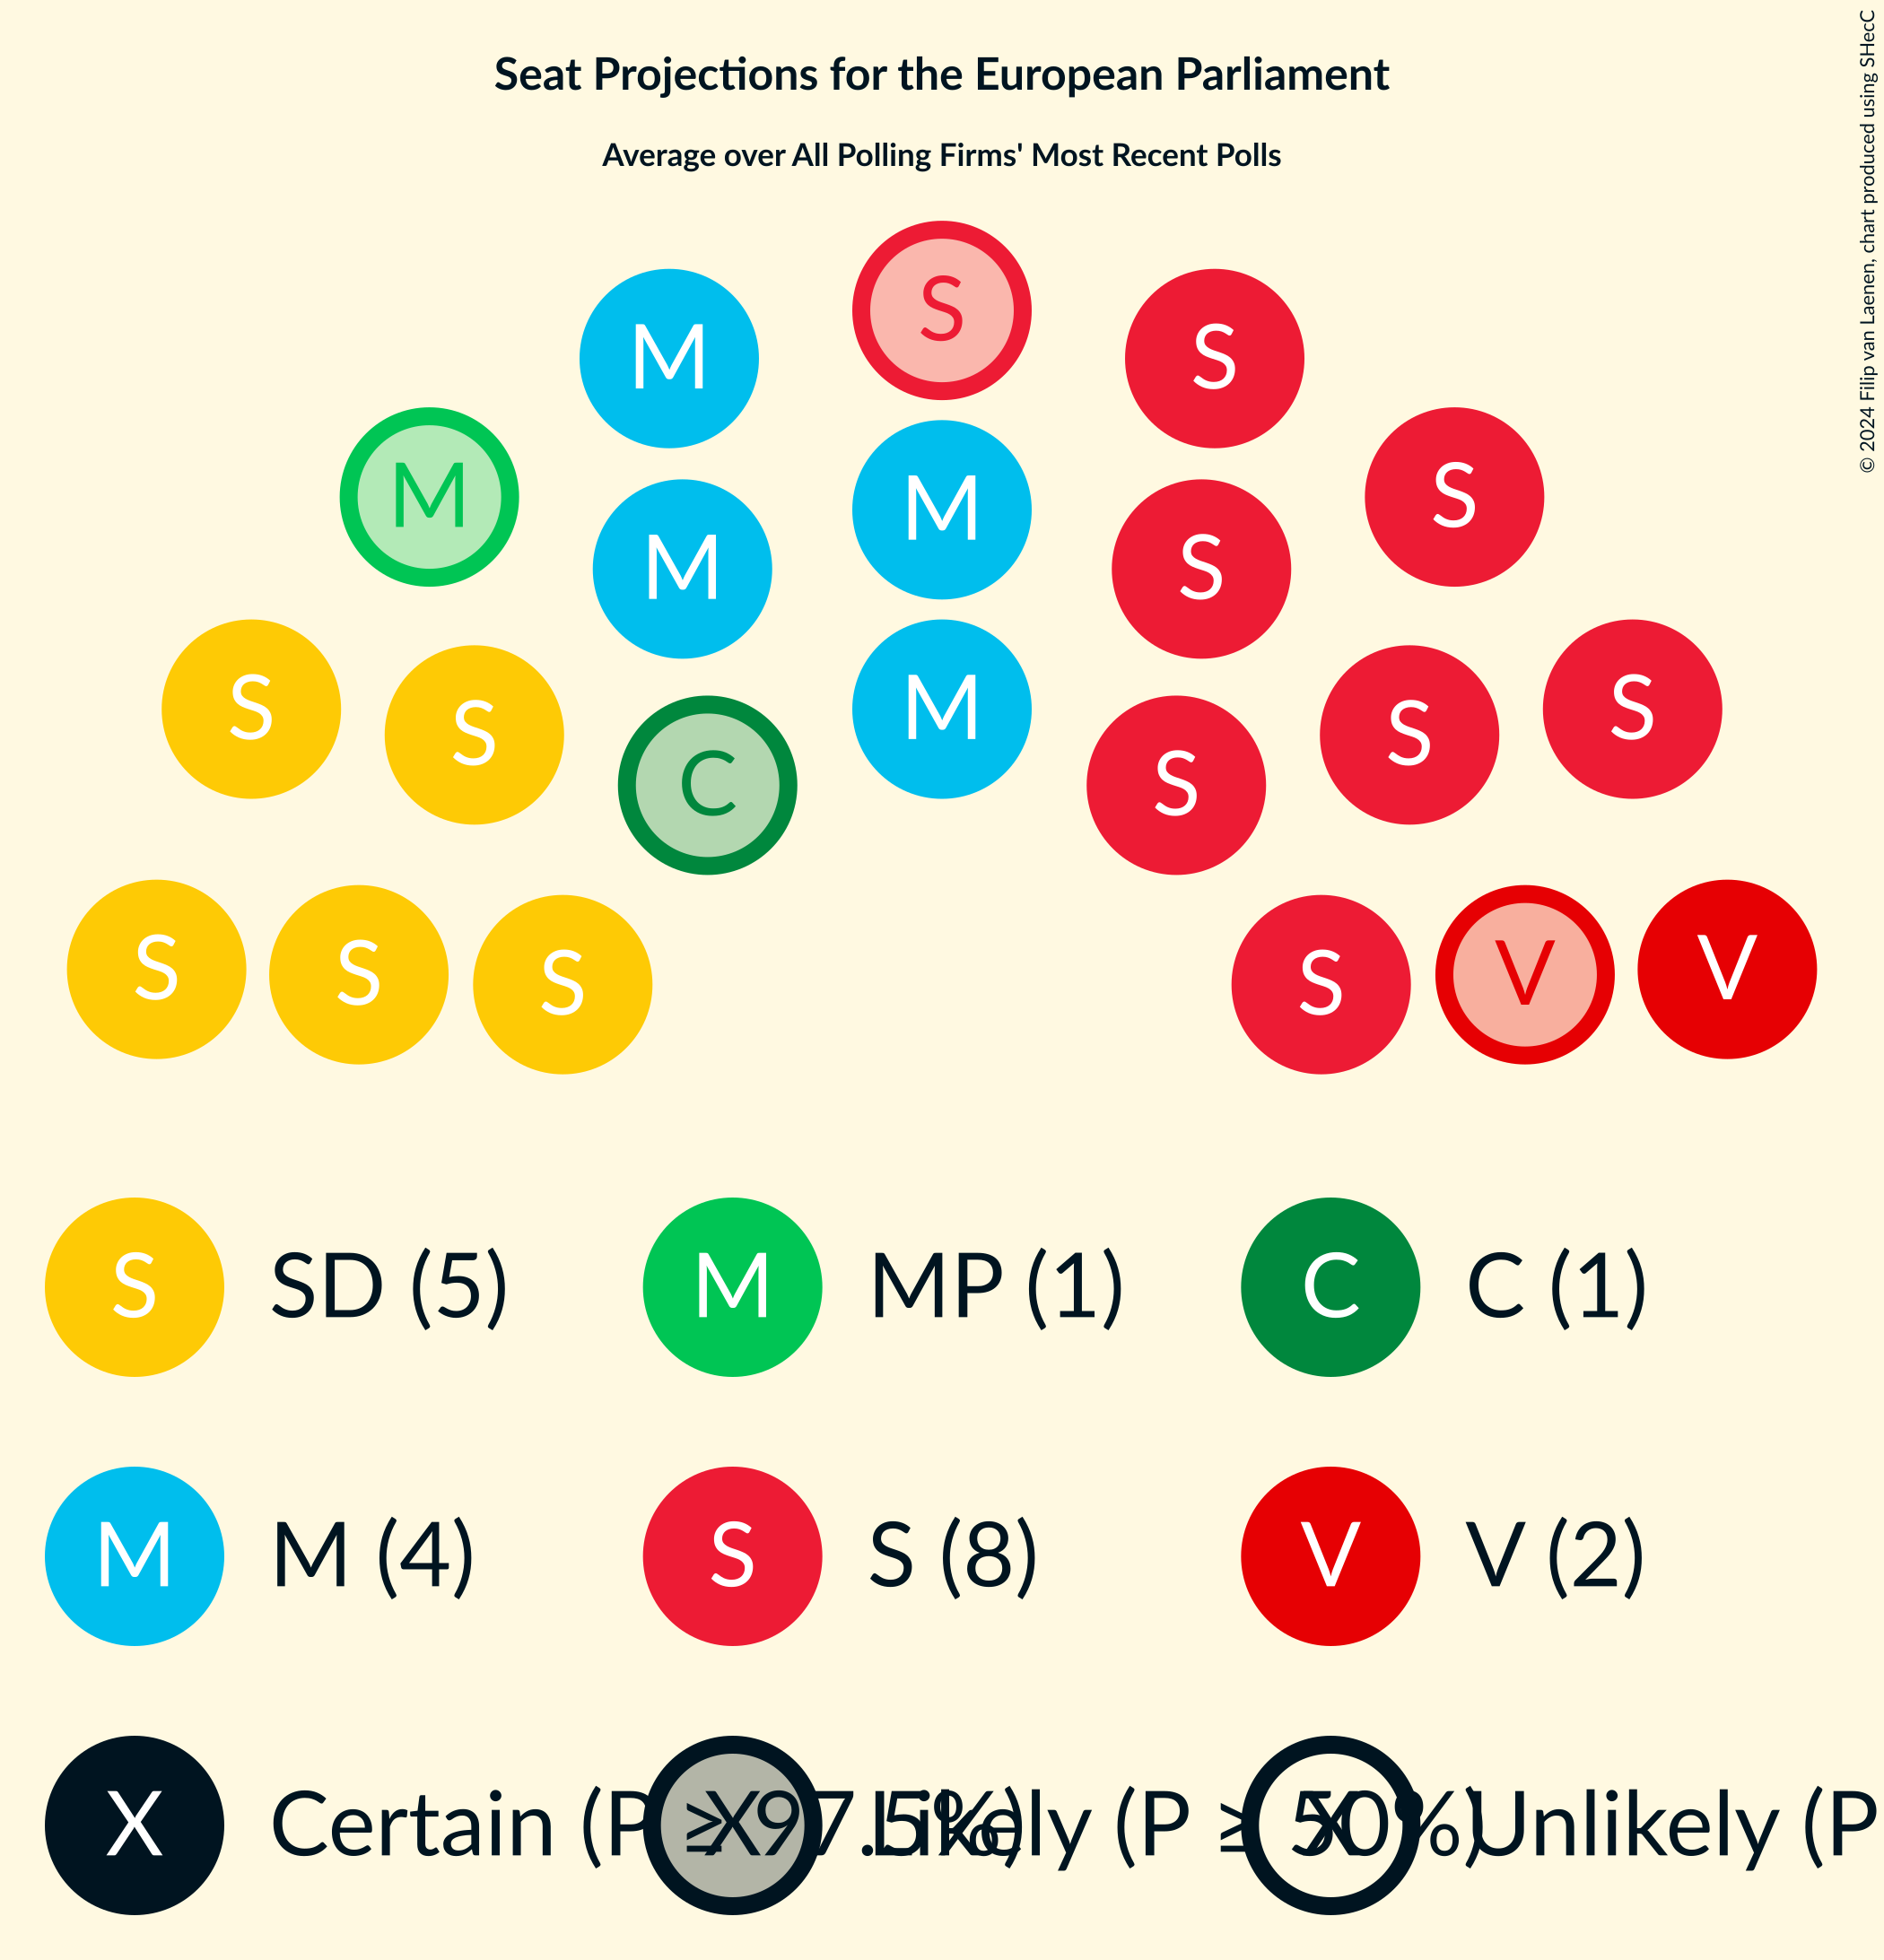 Seat Projections for the European Parliament
Average over All Polling Firms' Most Recent Polls
© 2024 Filip van Laenen, chart produced using SHecC
S
M S
M S
M
M S
M
S S S S
C S
S S S S V V
S SD (5) M MP (1) C C (1)
M M (4) S S (8) V V (2)
X Certain (P ≥ 97.5%) X Likely (P ≥ 50%) X Unlikely (P